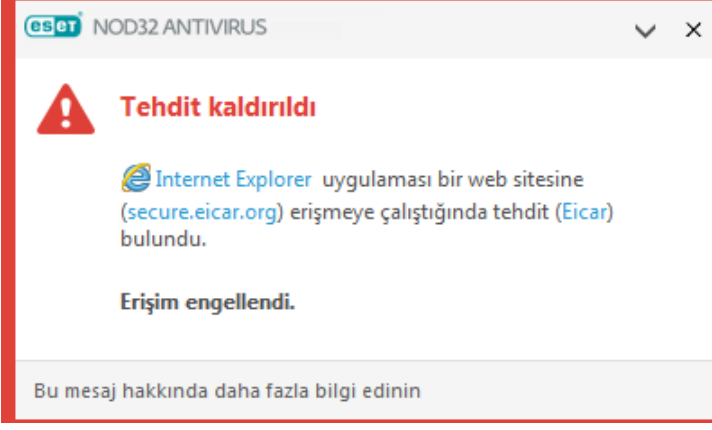 eset NOD32 ANTIVIRUS
Tehdit kaldırıldı
Internet Explorer uygulaması bir web sitesine
(secure.eicar.org) erişmeye çalıştığında tehdit (Eicar)
bulundu.
Erişim engellendi.
Bu mesaj hakkında daha fazla bilgi edinin